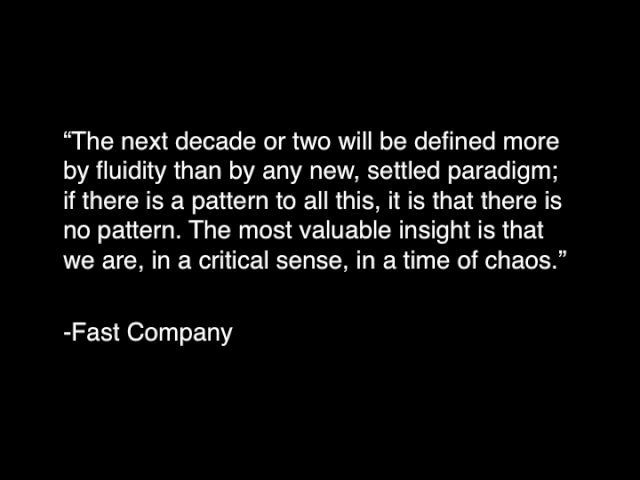 “The next decade or two will be defined more
by fluidity than by any new, settled paradigm;
if there is a pattern to all this, it is that there is
no pattern. The most valuable insight is that
we are, in a critical sense, in a time of chaos.”
-Fast Company